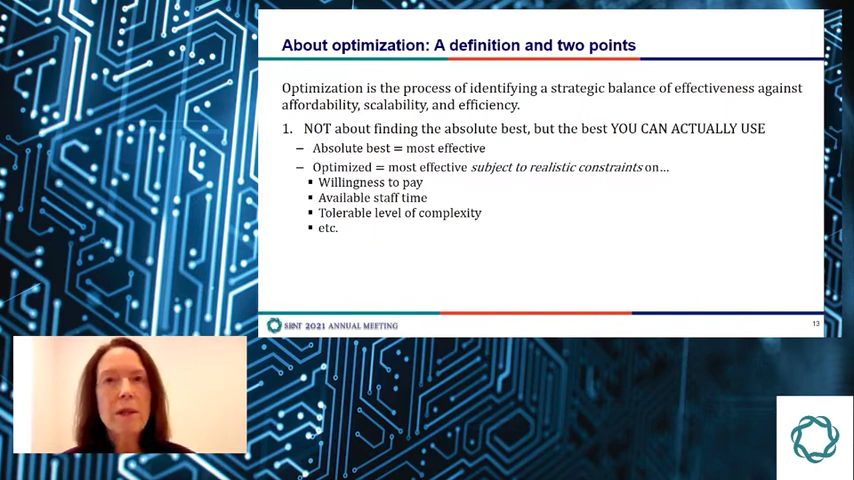 About optimization: A definition and two points
Optimization is the process of identifying a strategic balance of effectiveness against
affordability, scalability, and efficiency.
1. NOT about finding the absolute best, but the best YOU CAN ACTUALLY USE
– Absolute best = most effective
– Optimized = most effective subject to realistic constraints on…
▪ Willingness to pay
▪ Available staff time
▪ Tolerable level of complexity
▪ etc.
SRNT 2021 ANNUAL MEETING
13